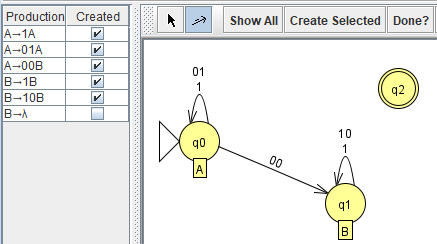 Production Created
A→1A
A→01A
A→00B
B→1B
B→10B
B→λ
Show All Create Selected Done?
q2
01
1
q0
A
00
10
1
q1
B